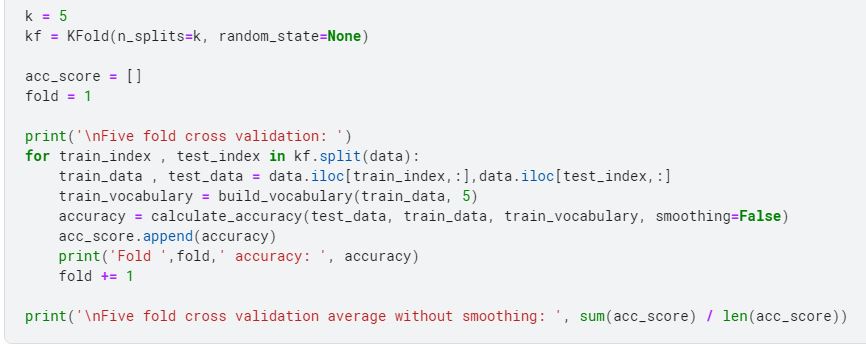 k = 5
kf = KFold(n_splits=k, random_state=None)
acc_score = []
fold = 1
print('\nFive fold cross validation: ')
for train_index , test_index in kf.split(data):
    train_data , test_data = data.iloc[train_index,:],data.iloc[test_index,:]
    train_vocabulary = build_vocabulary(train_data, 5)
    accuracy = calculate_accuracy(test_data, train_data, train_vocabulary, smoothing=False)
    acc_score.append(accuracy)
    print('Fold ',fold,' accuracy: ', accuracy)
    fold += 1
print('\nFive fold cross validation average without smoothing: ', sum(acc_score) / len(acc_score))